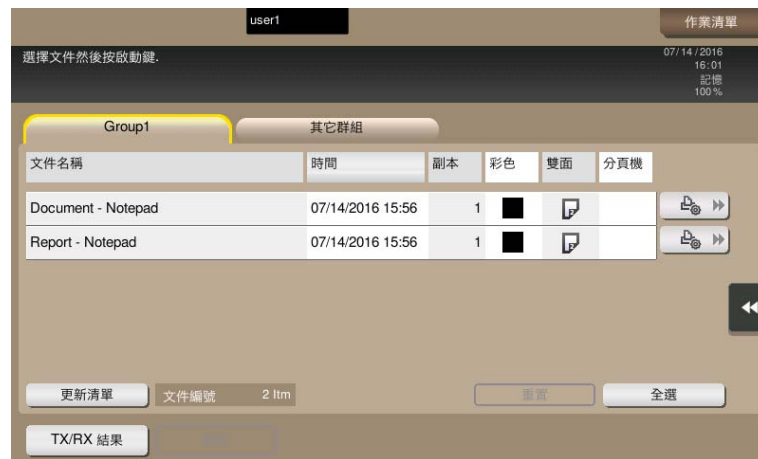 user1
作業清單
選擇文件然後按啟動鍵.
07/14/2016
16:01
記憶
100%
Group1
其它群組
文件名稱 時間 副本 彩色 雙面 分頁機
Document - Notepad 07/14/2016 15:56 1
Report - Notepad 07/14/2016 15:56 1
更新清單 文件編號 2 Itm 重置 全選
TX/RX 結果